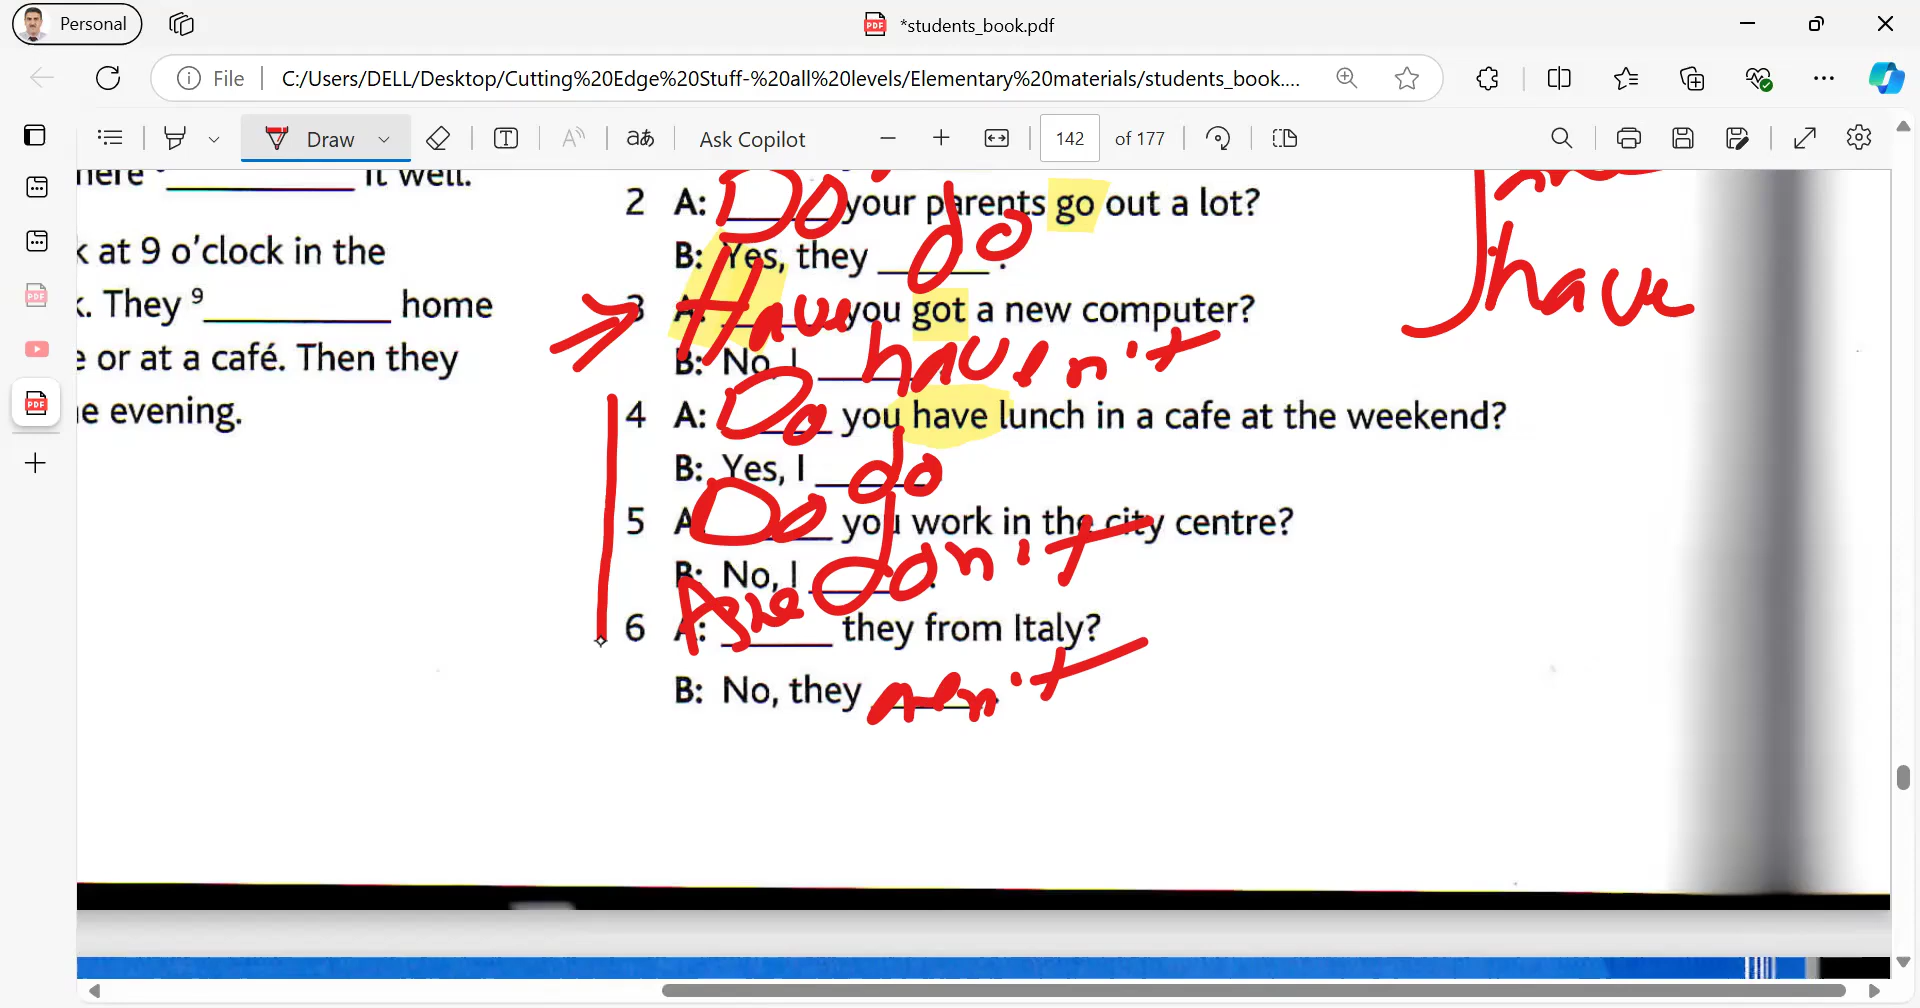 Personal
*students_book.pdf
File
C:/Users/DELL/Desktop/Cutting%20Edge%20Stuff-%20all%20levels/Elementary%20materials/students_book....
Draw
Ask Copilot
142 of 177
here ⁸__________ it well.
k at 9 o'clock in the
k. They ⁹__________ home
e or at a café. Then they
e evening.
2 A: Do your parents go out a lot?
B: Yes, they do.
3 A: Have you got a new computer?
B: No, I haven't
4 A: Do you have lunch in a cafe at the weekend?
B: Yes, I do
5 A: Do you work in the city centre?
B: No, I don't.
6 A: Are they from Italy?
B: No, they aren't.
have